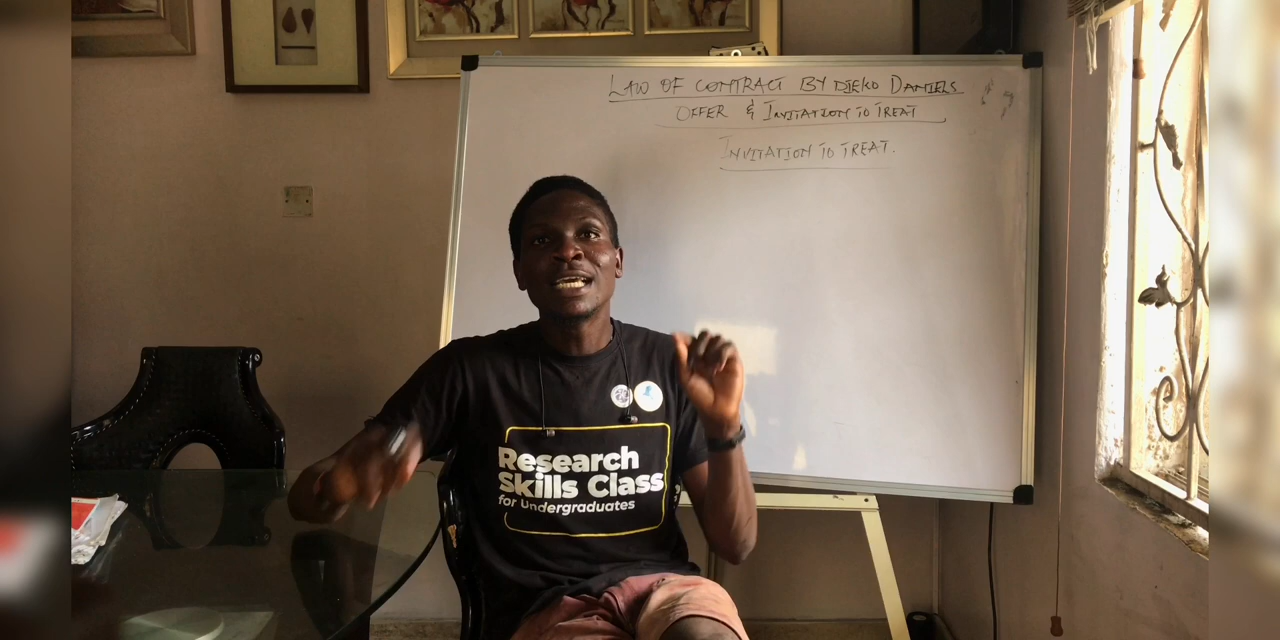 LAW OF CONTRACT BY DIEKO DANIELS
OFFER & INVITATION TO TREAT
INVITATION TO TREAT.
Research
Skills Class
for Undergraduates